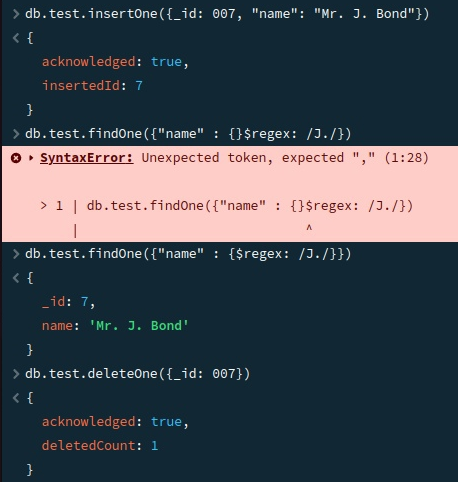 > db.test.insertOne({_id: 007, "name": "Mr. J. Bond"})
< {
acknowledged: true,
insertedId: 7
}
> db.test.findOne({"name" : {}$regex: /J./})
SyntaxError: Unexpected token, expected "," (1:28)
> 1 | db.test.findOne({"name" : {}$regex: /J./})
| ^
> db.test.findOne({"name" : {$regex: /J./}})
< {
_id: 7,
name: 'Mr. J. Bond'
}
> db.test.deleteOne({_id: 007})
< {
acknowledged: true,
deletedCount: 1
}